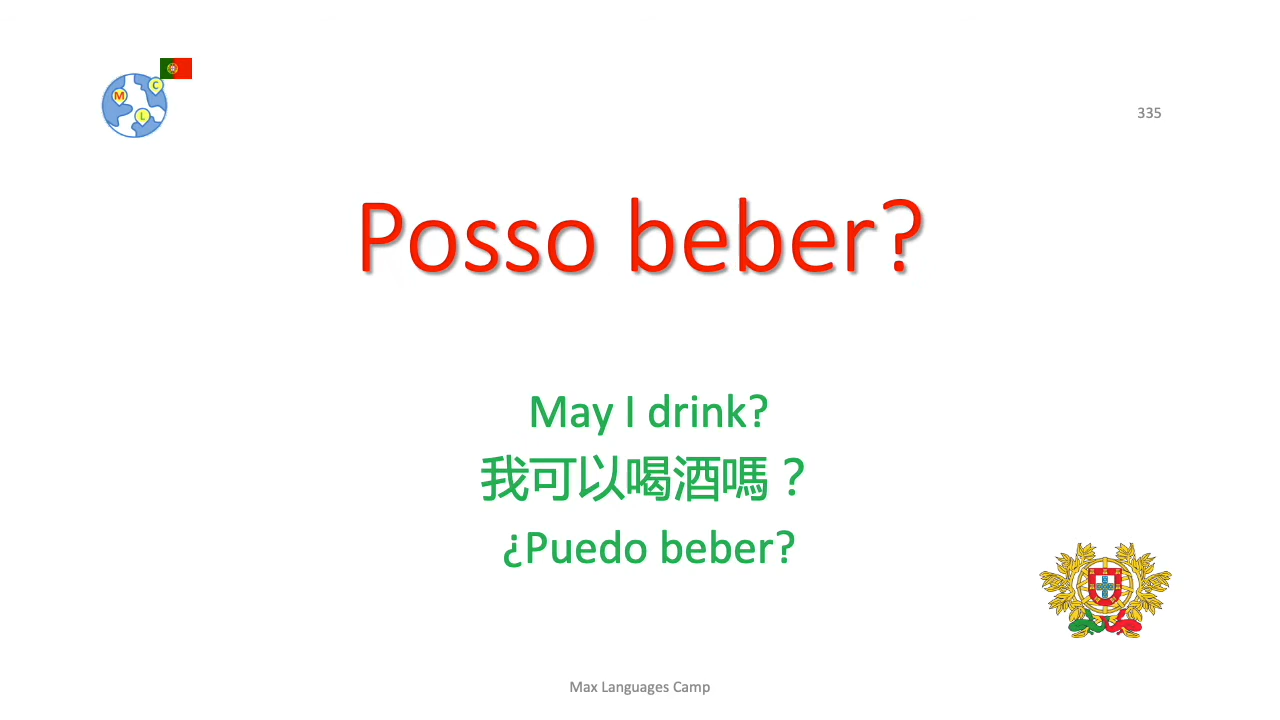 M
C
L
335
Posso beber?
May I drink?
我可以喝酒嗎？
¿Puedo beber?
Max Languages Camp